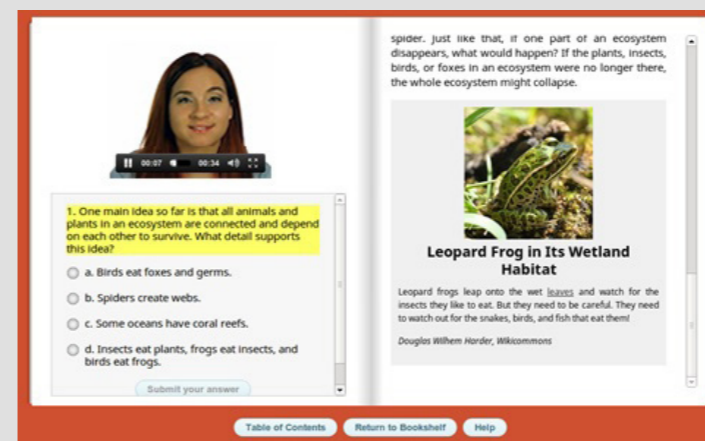 00:07
00:34
1. One main idea so far is that all animals and
plants in an ecosystem are connected and depend
on each other to survive. What detail supports
this idea?
a. Birds eat foxes and germs.
b. Spiders create webs.
c. Some oceans have coral reefs.
d. Insects eat plants, frogs eat insects, and
birds eat frogs.
Submit your answer
spider. Just like that, if one part of an ecosystem
disappears, what would happen? If the plants, insects,
birds, or foxes in an ecosystem were no longer there,
the whole ecosystem might collapse.
Leopard Frog in Its Wetland
Habitat
Leopard frogs leap onto the wet leaves and watch for the
insects they like to eat. But they need to be careful. They need
to watch out for the snakes, birds, and fish that eat them!
Douglas Wilhem Harder, Wikicommons
Table of Contents
Return to Bookshelf
Help